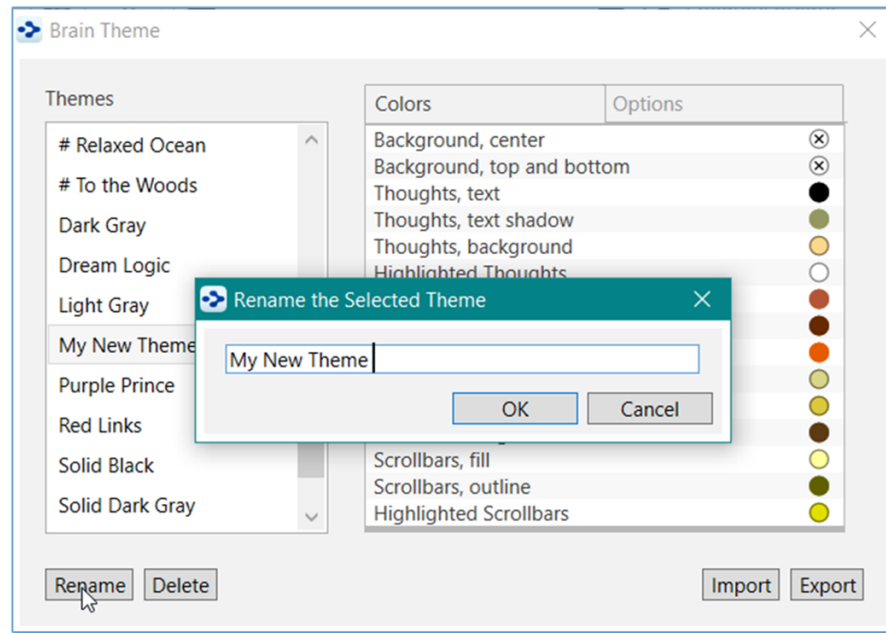 Brain Theme
Themes
# Relaxed Ocean
# To the Woods
Dark Gray
Dream Logic
Light Gray
My New Theme
Purple Prince
Red Links
Solid Black
Solid Dark Gray
Rename Delete
Colors Options
Background, center
Background, top and bottom
Thoughts, text
Thoughts, text shadow
Thoughts, background
Highlighted Thoughts
Scrollbars, fill
Scrollbars, outline
Highlighted Scrollbars
Import Export
Rename the Selected Theme
My New Theme
OK Cancel